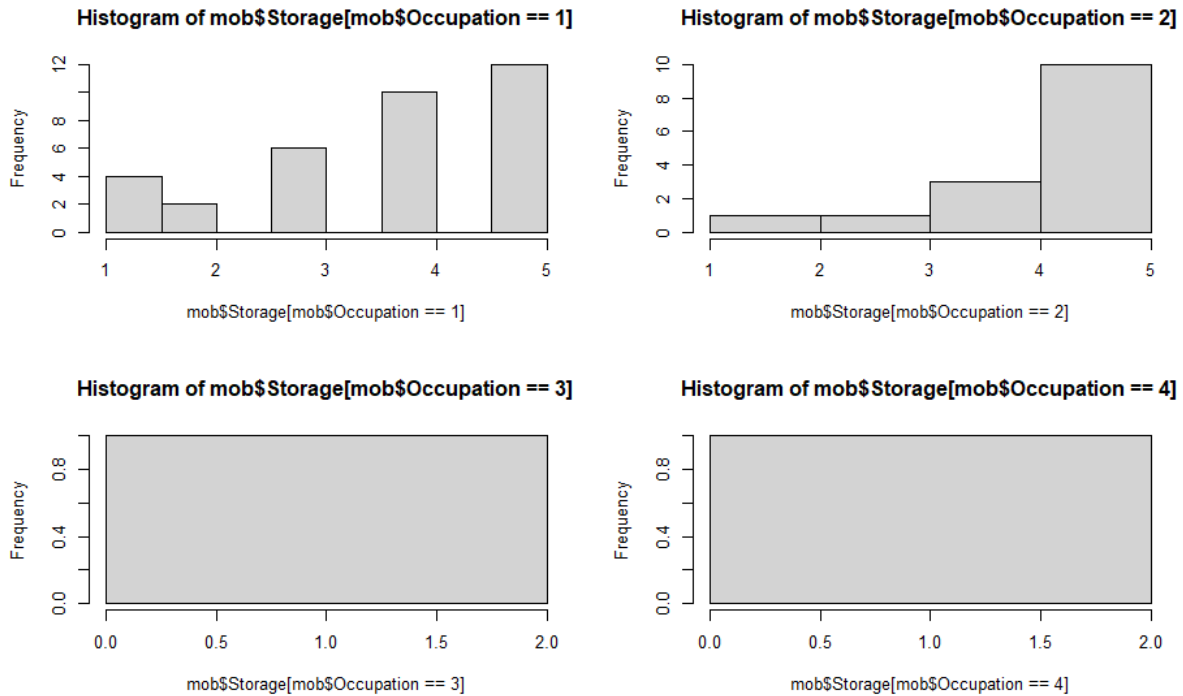 Histogram of mob$Storage[mob$Occupation == 1]
Frequency
0 2 4 6 8 12
1 2 3 4 5
mob$Storage[mob$Occupation == 1]
Histogram of mob$Storage[mob$Occupation == 2]
Frequency
0 2 4 6 8 10
1 2 3 4 5
mob$Storage[mob$Occupation == 2]
Histogram of mob$Storage[mob$Occupation == 3]
Frequency
0.0 0.4 0.8
0.0 0.5 1.0 1.5 2.0
mob$Storage[mob$Occupation == 3]
Histogram of mob$Storage[mob$Occupation == 4]
Frequency
0.0 0.4 0.8
0.0 0.5 1.0 1.5 2.0
mob$Storage[mob$Occupation == 4]